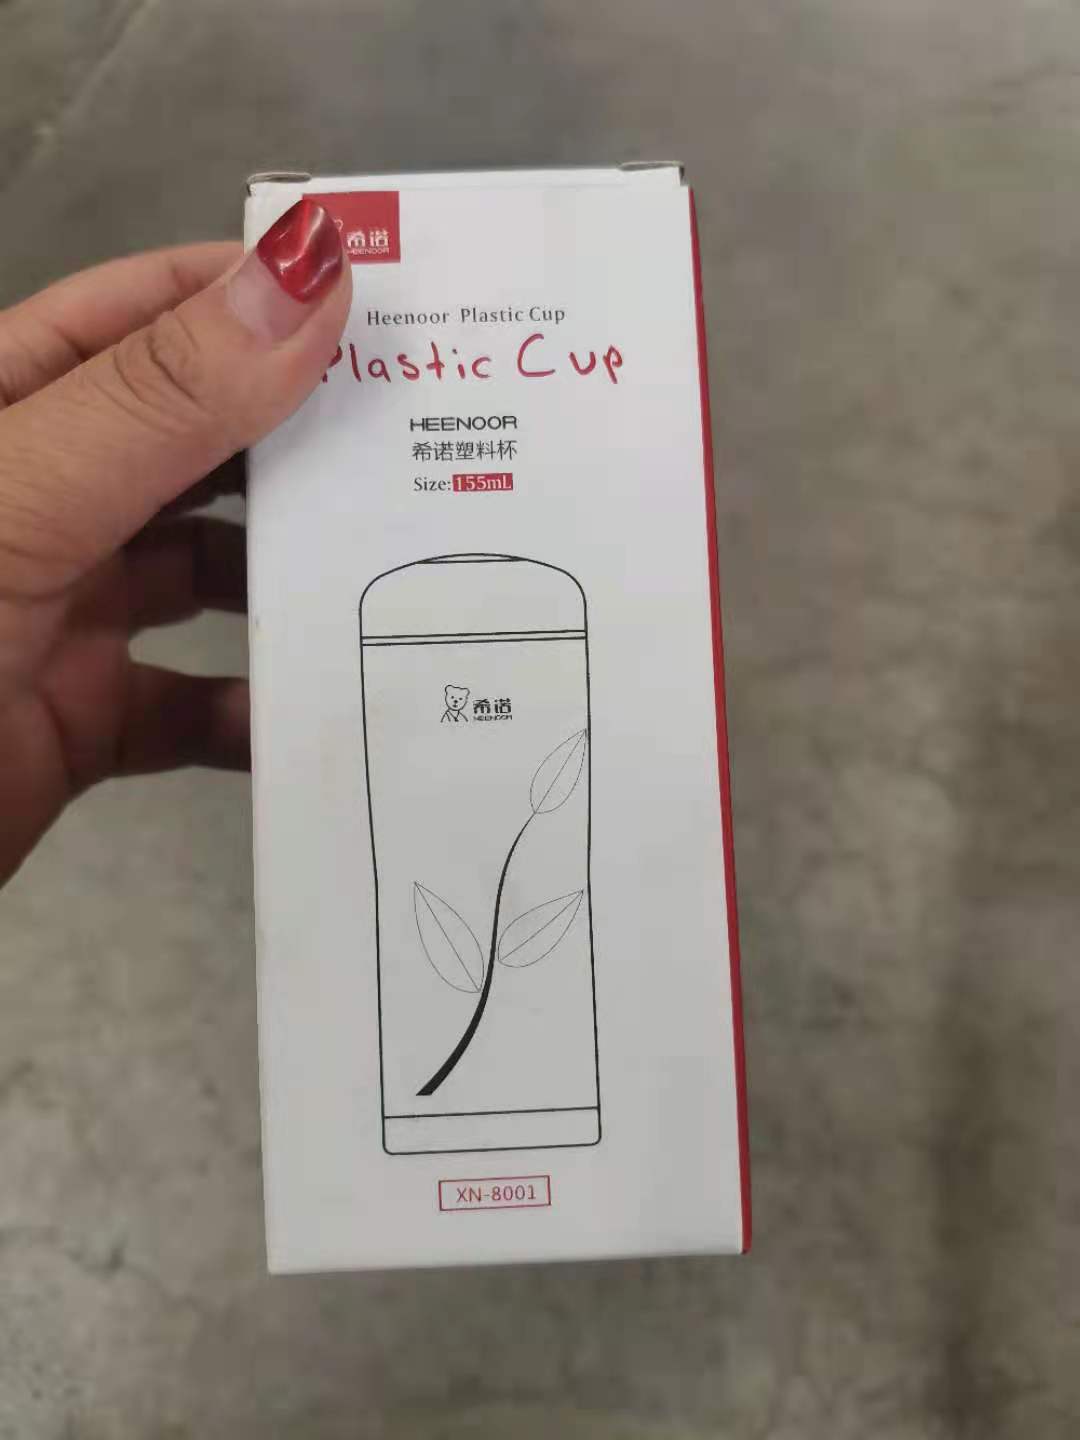 希诺
HEENOOR
Heenoor Plastic Cup
Plastic Cup
HEENOOR
希诺塑料杯
Size:155mL
希诺
HEENOOR
XN-8001